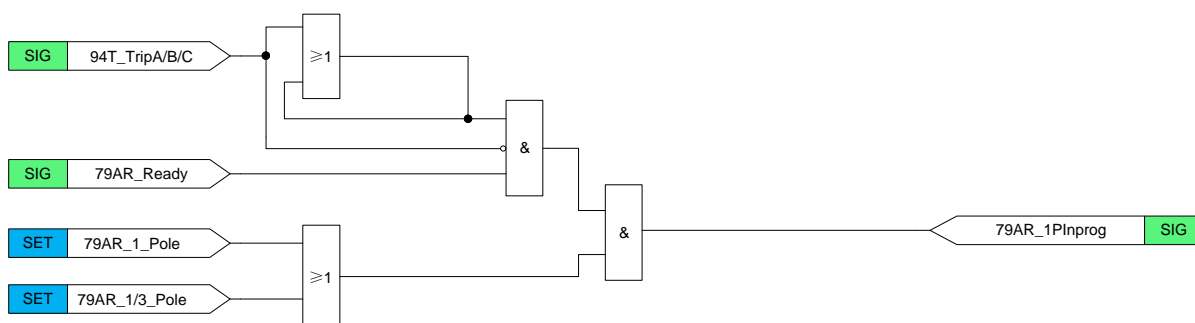 SIG 94T_TripA/B/C
≥1
&
SIG 79AR_Ready
&
79AR_1PInprog SIG
SET 79AR_1_Pole
≥1
SET 79AR_1/3_Pole